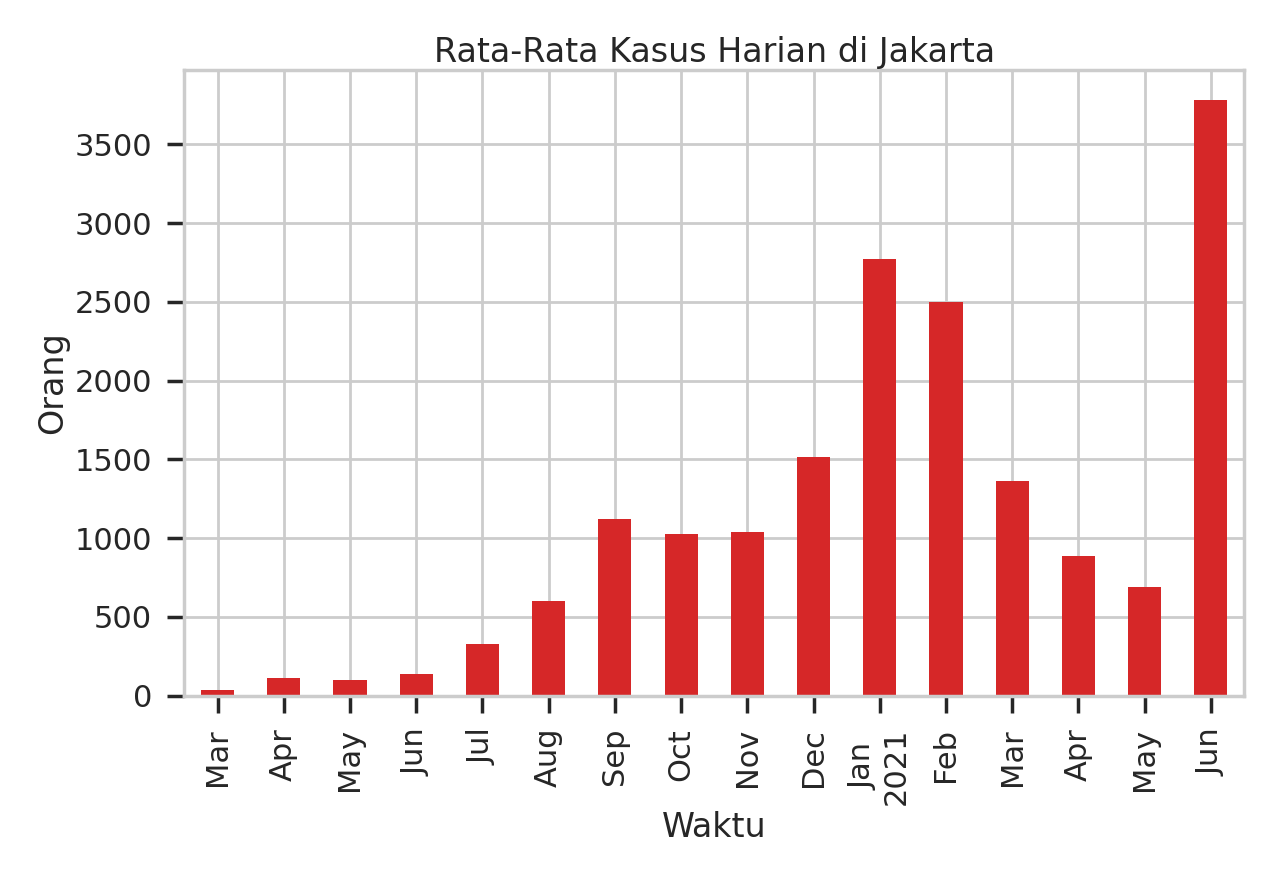 Rata-Rata Kasus Harian di Jakarta
3500
3000
2500
2000
1500
1000
500
0
Orang
Mar
Apr
May
Jun
Jul
Aug
Sep
Oct
Nov
Dec
Jan
2021
Feb
Mar
Apr
May
Jun
Waktu